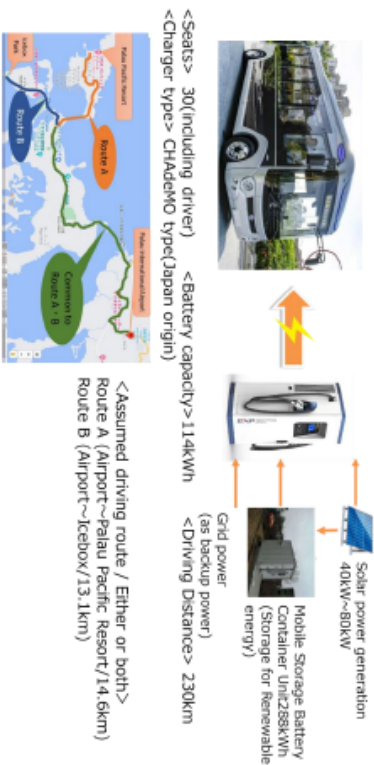 Solar power generation
40kW~80kW
Mobile Storage Battery
Container Unit288kWh
(Storage for Renewable
energy)
Grid power
(as backup power)
<Seats> 30(including driver)
<Battery capacity>114kWh
<Driving Distance> 230km
<Charger type> CHAdeMO type(Japan origin)
Palau Pacific Resort
Route A
Palau International Airport
Icebox
Park
Route B
Common to
Route A・B
<Assumed driving route / Either or both>
Route A (Airport~Palau Pacific Resort/14.6km)
Route B (Airport~Icebox/13.1km)